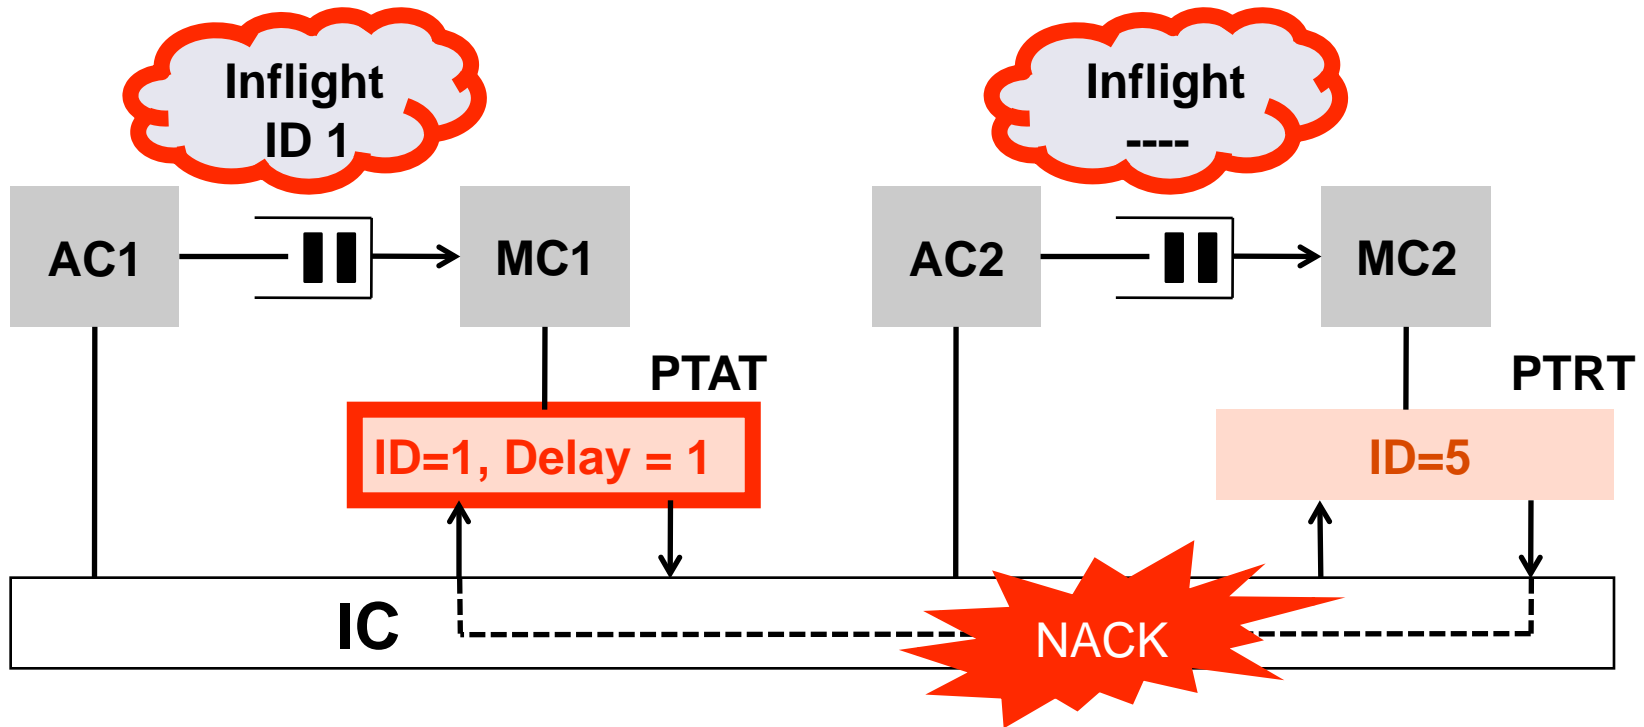 Inflight
ID 1
Inflight
----
AC1
MC1
AC2
MC2
PTAT
PTRT
ID=1, Delay = 1
ID=5
IC
NACK